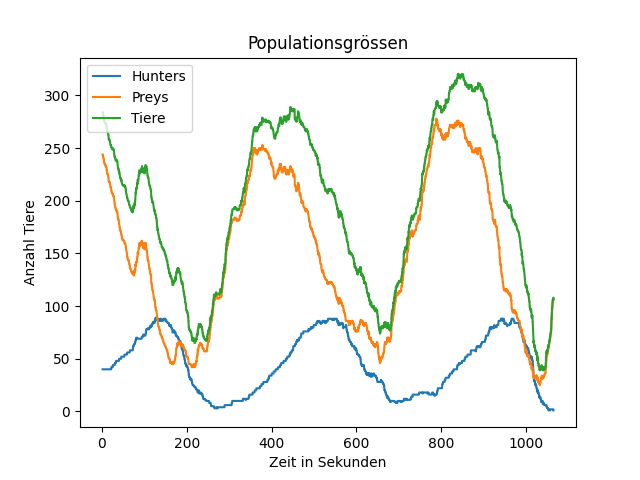 Populationsgrössen
Hunters
Preys
Tiere
Anzahl Tiere
300
250
200
150
100
50
0
0 200 400 600 800 1000
Zeit in Sekunden